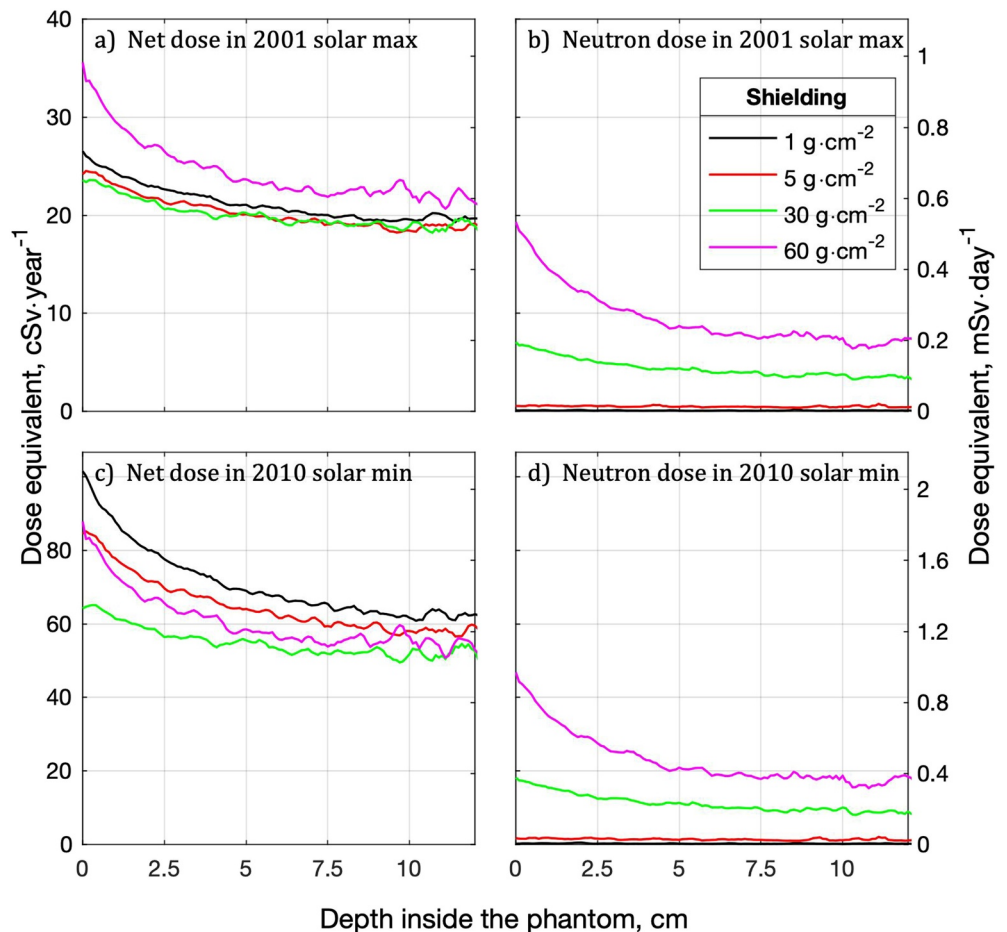 a) Net dose in 2001 solar max
b) Neutron dose in 2001 solar max
40
30
20
10
0
1
0.8
0.6
0.4
0.2
0
Shielding
1 g·cm-2
5 g·cm-2
30 g·cm-2
60 g·cm-2
Dose equivalent, cSv·year-1
Dose equivalent, mSv·day-1
c) Net dose in 2010 solar min
d) Neutron dose in 2010 solar min
80
60
40
20
0
2
1.6
1.2
0.8
0.4
0
0 2.5 5 7.5 10
0 2.5 5 7.5 10
Depth inside the phantom, cm